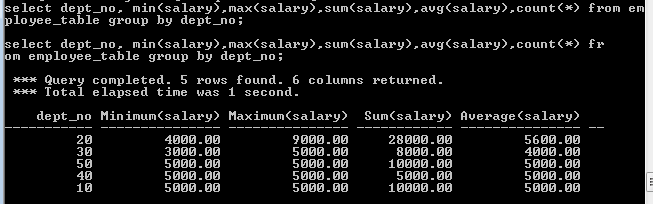 select dept_no, min(salary),max(salary),sum(salary),avg(salary),count(*) from em
ployee_table group by dept_no;
select dept_no, min(salary),max(salary),sum(salary),avg(salary),count(*) fr
om employee_table group by dept_no;
*** Query completed. 5 rows found. 6 columns returned.
*** Total elapsed time was 1 second.
dept_no Minimum(salary) Maximum(salary) Sum(salary) Average(salary)
----------- --------------- --------------- ------------ --------------- --
20 4000.00 9000.00 28000.00 5600.00
30 3000.00 5000.00 8000.00 4000.00
50 5000.00 5000.00 10000.00 5000.00
40 5000.00 5000.00 5000.00 5000.00
10 5000.00 5000.00 10000.00 5000.00